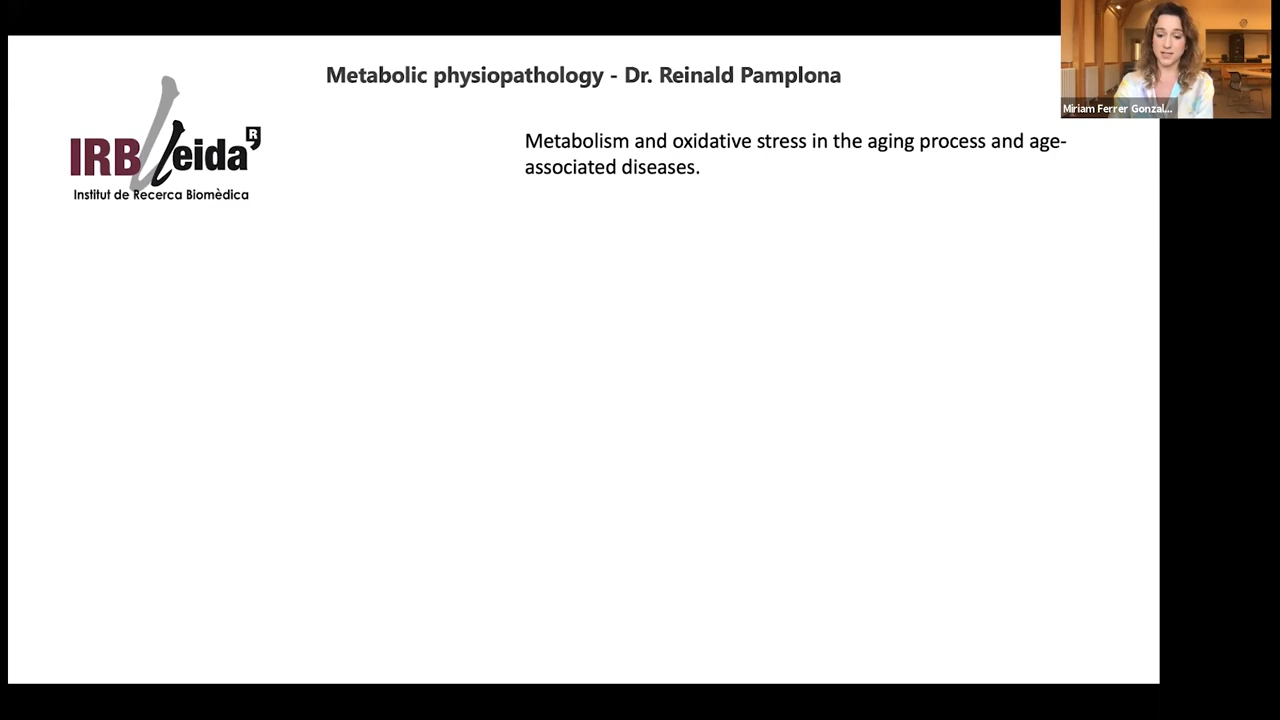 Metabolic physiopathology - Dr. Reinald Pamplona
Miriam Ferrer Gonzal...
IRBLleida
R
Institut de Recerca Biomèdica
Metabolism and oxidative stress in the aging process and age-
associated diseases.